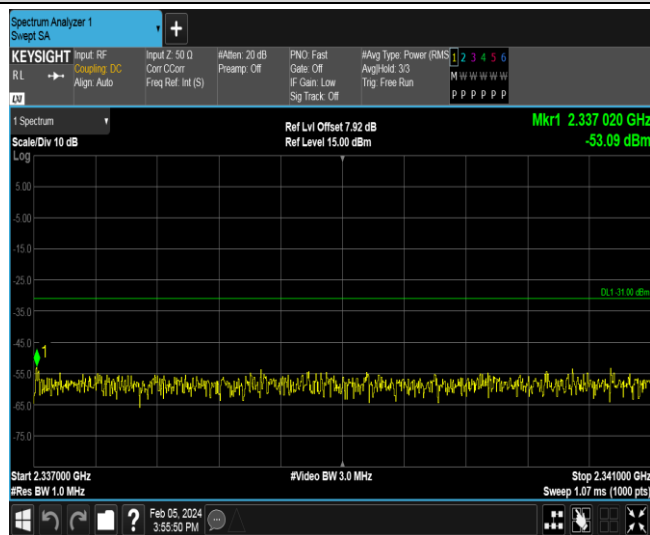 Spectrum Analyzer 1
Swept SA
+
KEYSIGHT
RL
LXI
Input: RF
Coupling: DC
Align: Auto
Input Z: 50 Ω
Corr CCorr
Freq Ref: Int (S)
#Atten: 20 dB
Preamp: Off
PNO: Fast
Gate: Off
IF Gain: Low
Sig Track: Off
#Avg Type: Power (RMS
Avg|Hold: 3/3
Trig: Free Run
1 2 3 4 5 6
M W W W W W
P P P P P P
1 Spectrum
Scale/Div 10 dB
Log
Ref Lvl Offset 7.92 dB
Ref Level 15.00 dBm
Mkr1 2.337 020 GHz
-53.09 dBm
5.00
-5.00
-15.0
-25.0
DL1 -31.00 dBm
-35.0
-45.0
1
-55.0
-65.0
-75.0
Start 2.337000 GHz
#Video BW 3.0 MHz
Stop 2.341000 GHz
#Res BW 1.0 MHz
Sweep 1.07 ms (1000 pts)
?
Feb 05, 2024
3:55:50 PM